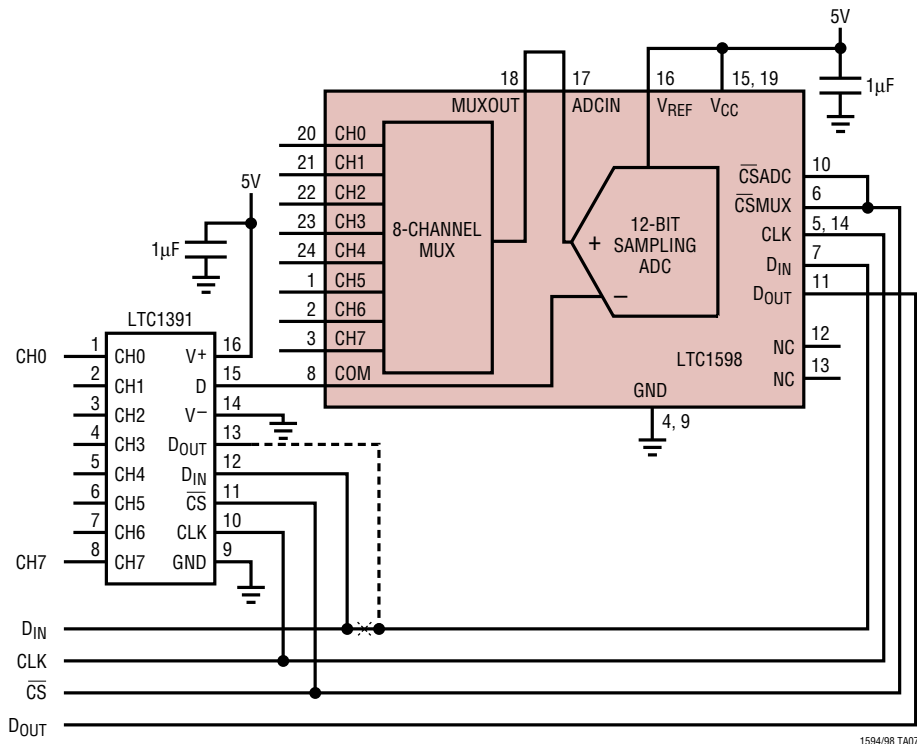 5V
1µF
18
17
16
15, 19
MUXOUT
ADCIN
VREF
VCC
20 CH0
21 CH1
22 CH2
23 CH3
24 CH4
1 CH5
2 CH6
3 CH7
8 COM
8-CHANNEL
MUX
+
12-BIT
SAMPLING
ADC
–
10
CSADC
6
CSMUX
5, 14
CLK
7
DIN
11
DOUT
12
NC
13
NC
LTC1598
GND
4, 9
5V
1µF
LTC1391
CH0 1 CH0
2 CH1
3 CH2
4 CH3
5 CH4
6 CH5
7 CH6
CH7 8 CH7
V+ 16
D 15
V– 14
DOUT 13
DIN 12
CS 11
CLK 10
GND 9
DIN
CLK
CS
DOUT
1594/98 TA07